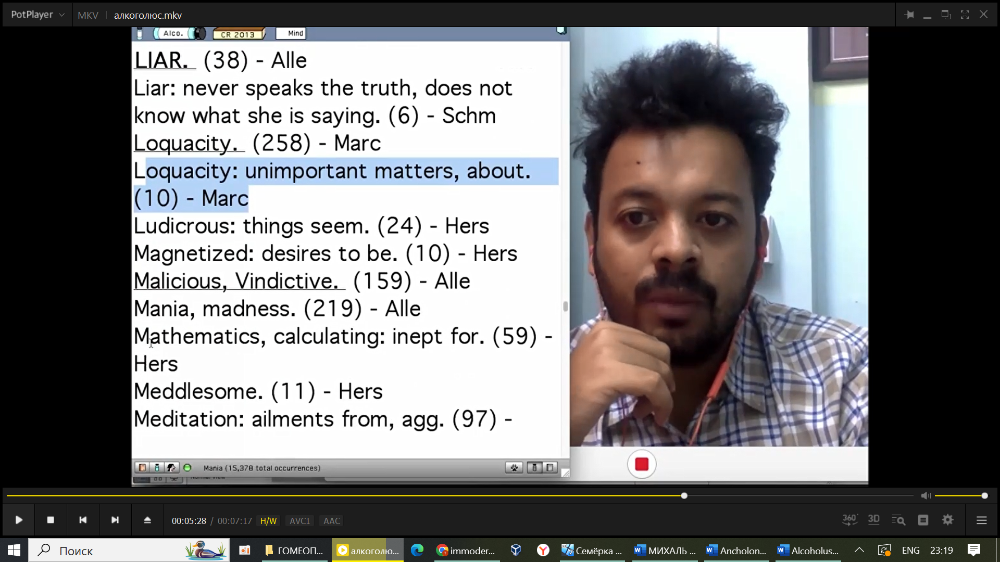 PotPlayer
MKV
алкоголюс.mkv
Alco.
CR 2013
Mind
LIAR. (38) - Alle
Liar: never speaks the truth, does not
know what she is saying. (6) - Schm
Loquacity. (258) - Marc
Loquacity: unimportant matters, about.
(10) - Marc
Ludicrous: things seem. (24) - Hers
Magnetized: desires to be. (10) - Hers
Malicious, Vindictive. (159) - Alle
Mania, madness. (219) - Alle
Mathematics, calculating: inept for. (59) -
Hers
Meddlesome. (11) - Hers
Meditation: ailments from, agg. (97) -
Mania (15,378 total occurrences)
Normal View
00:05:28 / 00:07:17 H/W AVC1 AAC
360° 3D
Поиск
ГОМЕОП...
алкоголю...
immoder...
Семёрка ...
МИХАЛЬ ...
Ancholon...
Alcoholus...
ENG
23:19